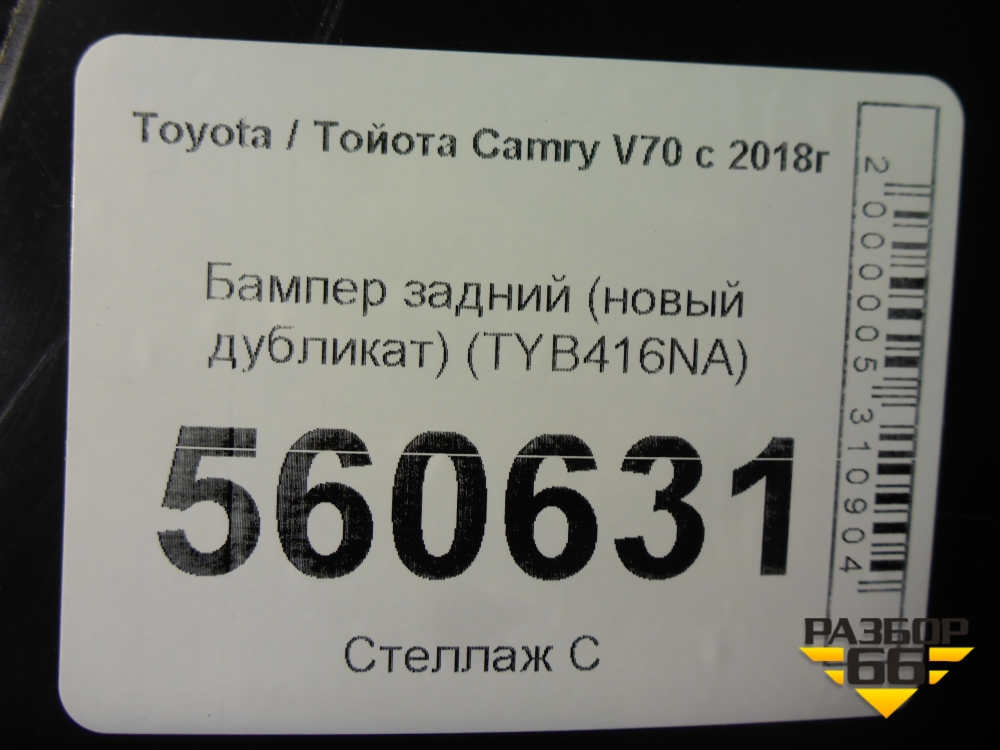 Toyota / Тойота Camry V70 с 2018г
Бампер задний (новый
дубликат) (TYB416NA)
560631
Стеллаж С
2000005310904
РАЗБОР
66